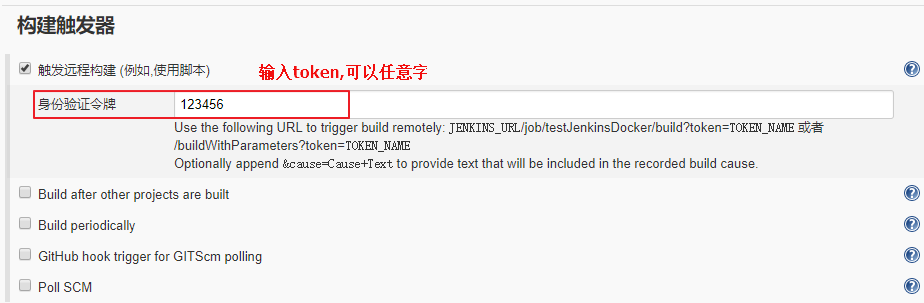 构建触发器
触发远程构建 (例如,使用脚本)
输入token,可以任意字
身份验证令牌
123456
Use the following URL to trigger build remotely: JENKINS_URL/job/testJenkinsDocker/build?token=TOKEN_NAME 或者
/buildWithParameters?token=TOKEN_NAME
Optionally append &cause=Cause+Text to provide text that will be included in the recorded build cause.
Build after other projects are built
Build periodically
GitHub hook trigger for GITScm polling
Poll SCM